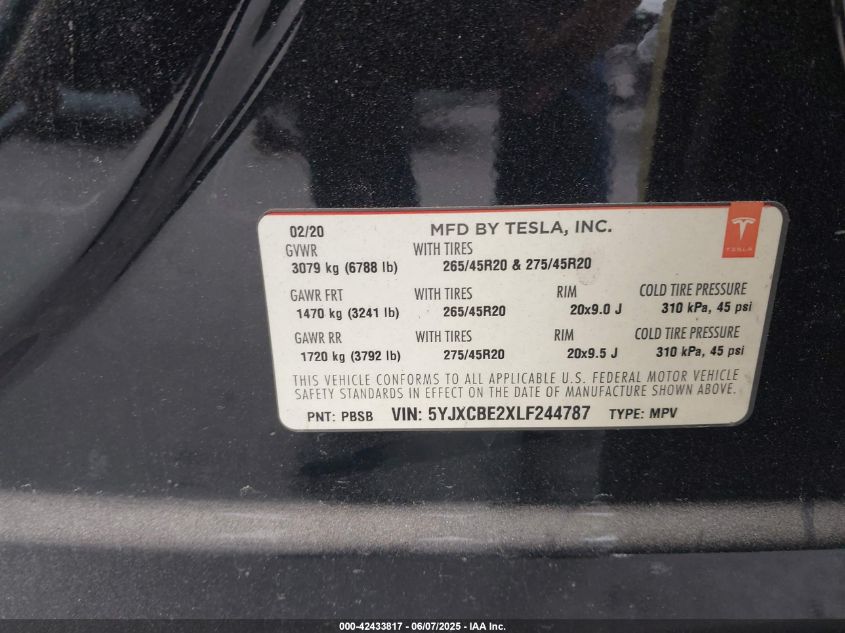 02/20 MFD BY TESLA, INC.
GVWR WITH TIRES
3079 kg (6788 lb) 265/45R20 & 275/45R20
GAWR FRT WITH TIRES RIM COLD TIRE PRESSURE
1470 kg (3241 lb) 265/45R20 20x9.0 J 310 kPa, 45 psi
GAWR RR WITH TIRES RIM COLD TIRE PRESSURE
1720 kg (3792 lb) 275/45R20 20x9.5 J 310 kPa, 45 psi
THIS VEHICLE CONFORMS TO ALL APPLICABLE U.S. FEDERAL MOTOR VEHICLE
SAFETY STANDARDS IN EFFECT ON THE DATE OF MANUFACTURE SHOWN ABOVE.
PNT: PBSB VIN: 5YJXCBE2XLF244787 TYPE: MPV
TESLA
000-42433817 - 06/07/2025 - IAA Inc.